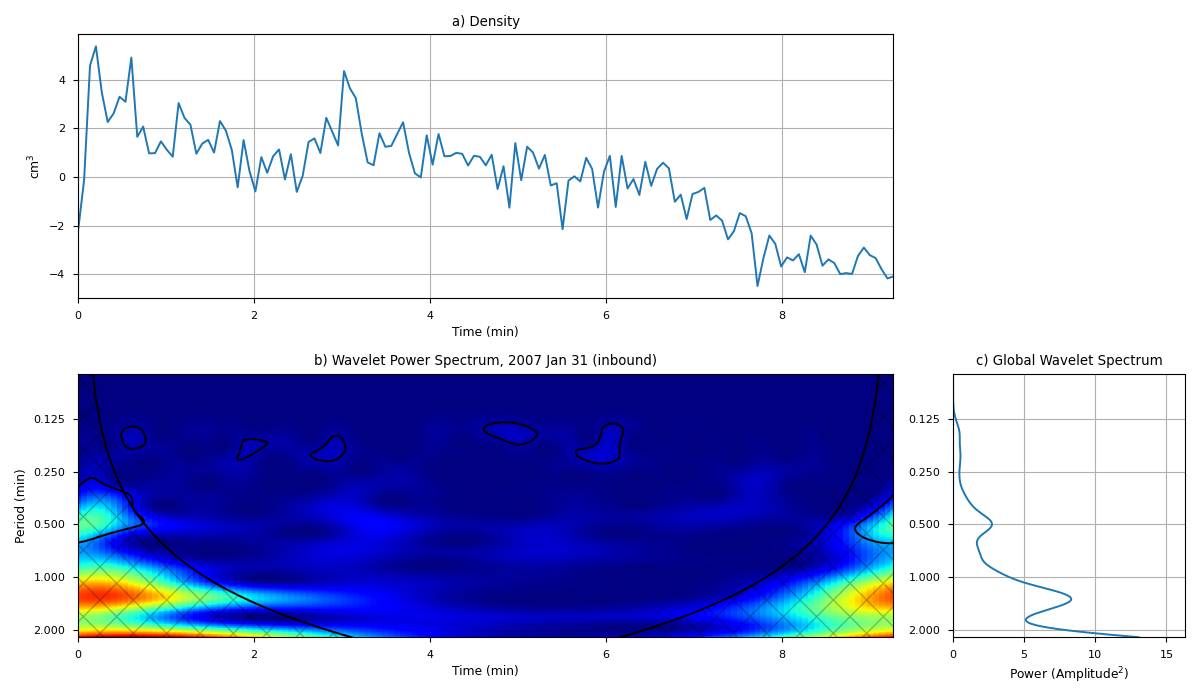 a) Density
cm³
4
2
0
−2
−4
0 2 4 6 8
Time (min)
b) Wavelet Power Spectrum, 2007 Jan 31 (inbound)
Period (min)
0.125
0.250
0.500
1.000
2.000
0 2 4 6 8
Time (min)
c) Global Wavelet Spectrum
0.125
0.250
0.500
1.000
2.000
0 5 10 15
Power (Amplitude²)